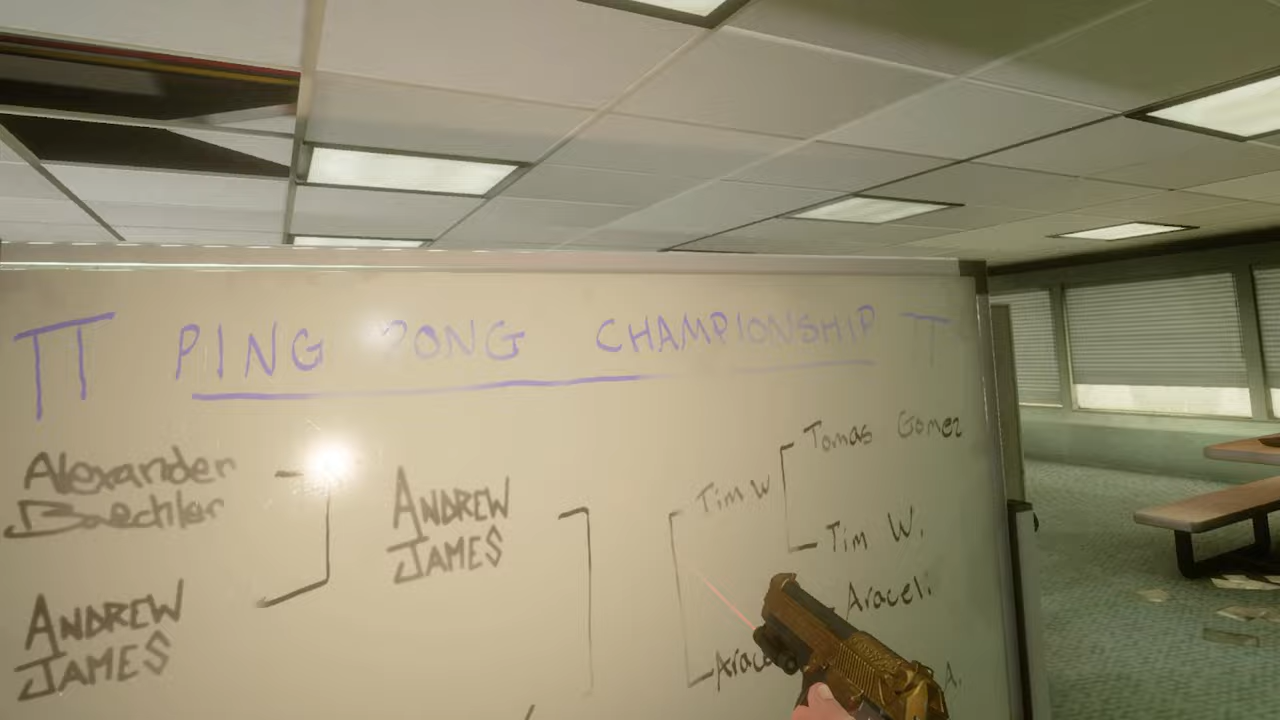 PING PONG CHAMPIONSHIP
Alexander
Baechler
ANDREW
JAMES
ANDREW
JAMES
Tim W
Tomas Gomez
Tim W.
Araceli
A.